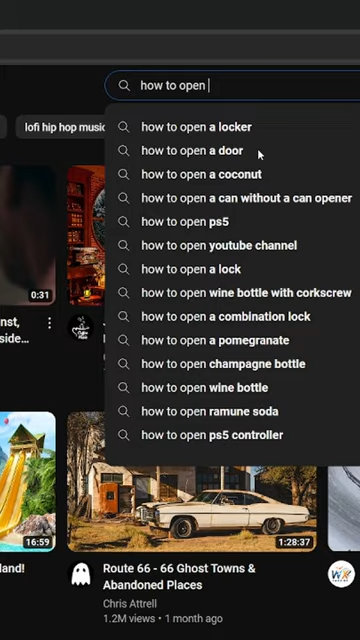 how to open
lofi hip hop music
how to open a locker
how to open a door
how to open a coconut
how to open a can without a can opener
how to open ps5
how to open youtube channel
how to open a lock
how to open wine bottle with corkscrew
how to open a combination lock
how to open a pomegranate
how to open champagne bottle
how to open wine bottle
how to open ramune soda
how to open ps5 controller
0:31
nst,
side...
16:59
1:28:37
land!
Route 66 - 66 Ghost Towns &
Abandoned Places
Chris Attrell
1.2M views • 1 month ago